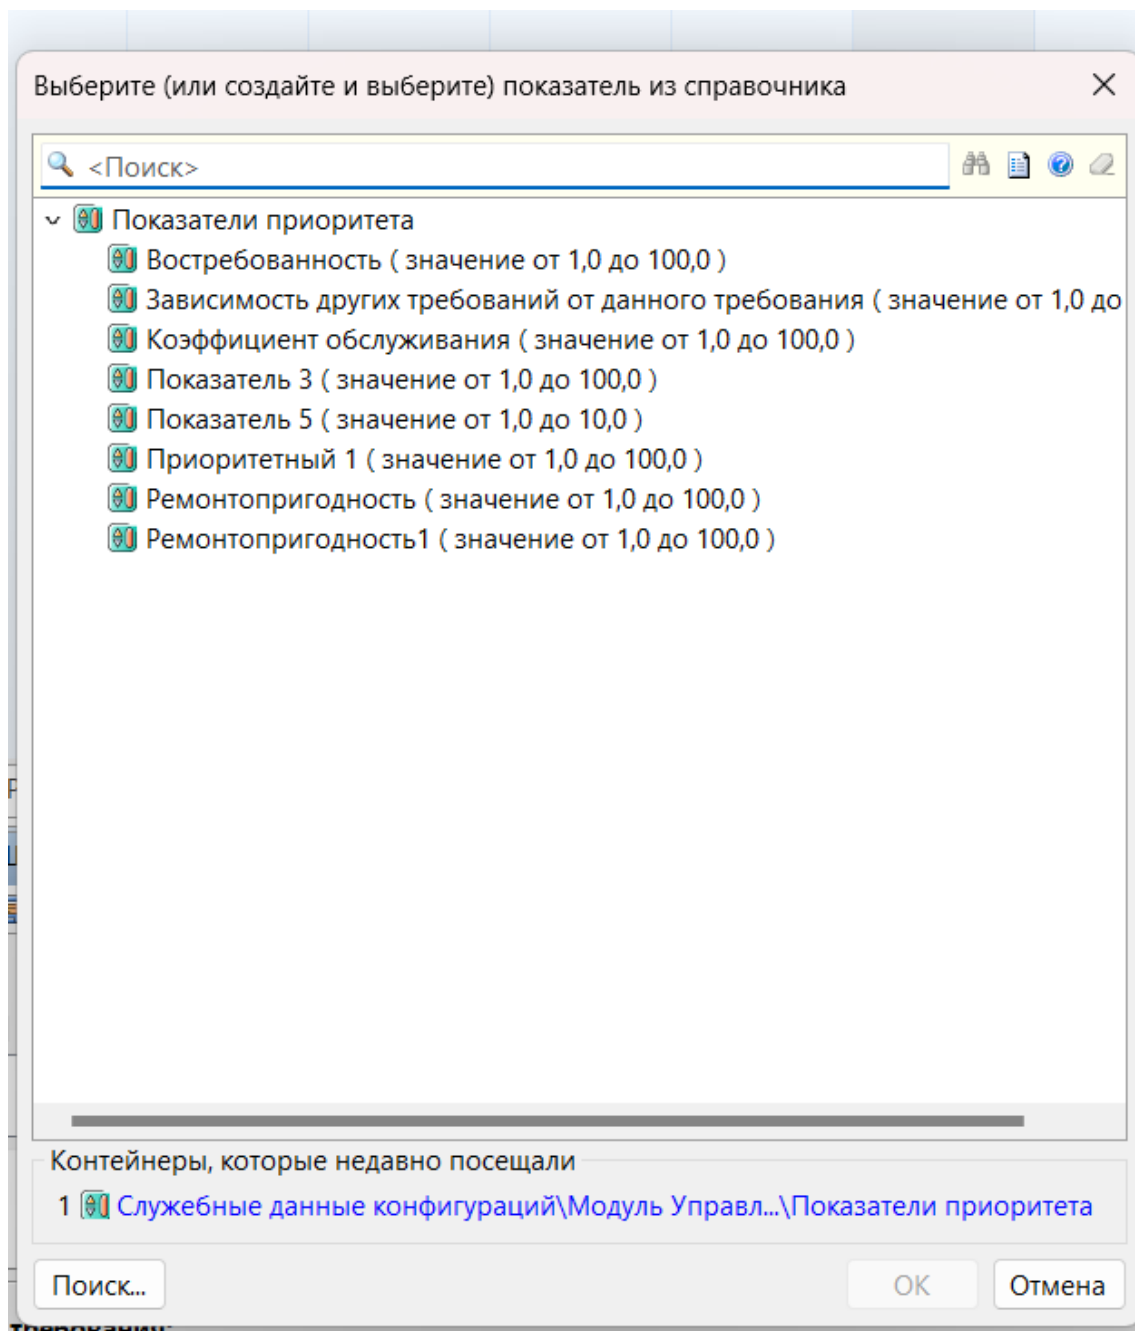 Выберите (или создайте и выберите) показатель из справочника
<Поиск>
Показатели приоритета
Востребованность ( значение от 1,0 до 100,0 )
Зависимость других требований от данного требования ( значение от 1,0 до
Коэффициент обслуживания ( значение от 1,0 до 100,0 )
Показатель 3 ( значение от 1,0 до 100,0 )
Показатель 5 ( значение от 1,0 до 10,0 )
Приоритетный 1 ( значение от 1,0 до 100,0 )
Ремонтопригодность ( значение от 1,0 до 100,0 )
Ремонтопригодность1 ( значение от 1,0 до 100,0 )
Контейнеры, которые недавно посещали
1 Служебные данные конфигураций\Модуль Управл...\Показатели приоритета
Поиск... ОК Отмена